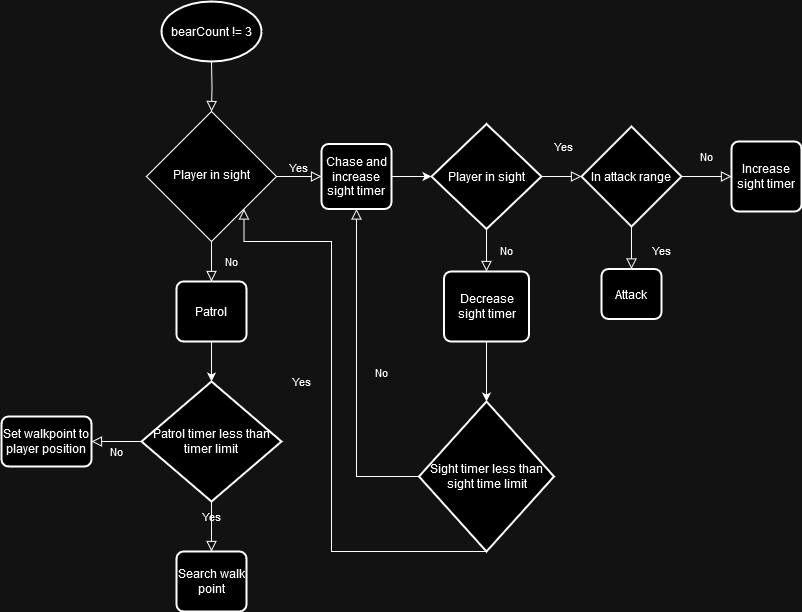 bearCount != 3
Player in sight
Yes
Chase and
increase
sight timer
Player in sight
Yes
In attack range
No
Increase
sight timer
No
No
Yes
Patrol
Decrease
sight timer
Attack
Yes
No
Patrol timer less than
timer limit
Set walkpoint to
player position
No
Sight timer less than
sight time limit
Yes
Search walk
point